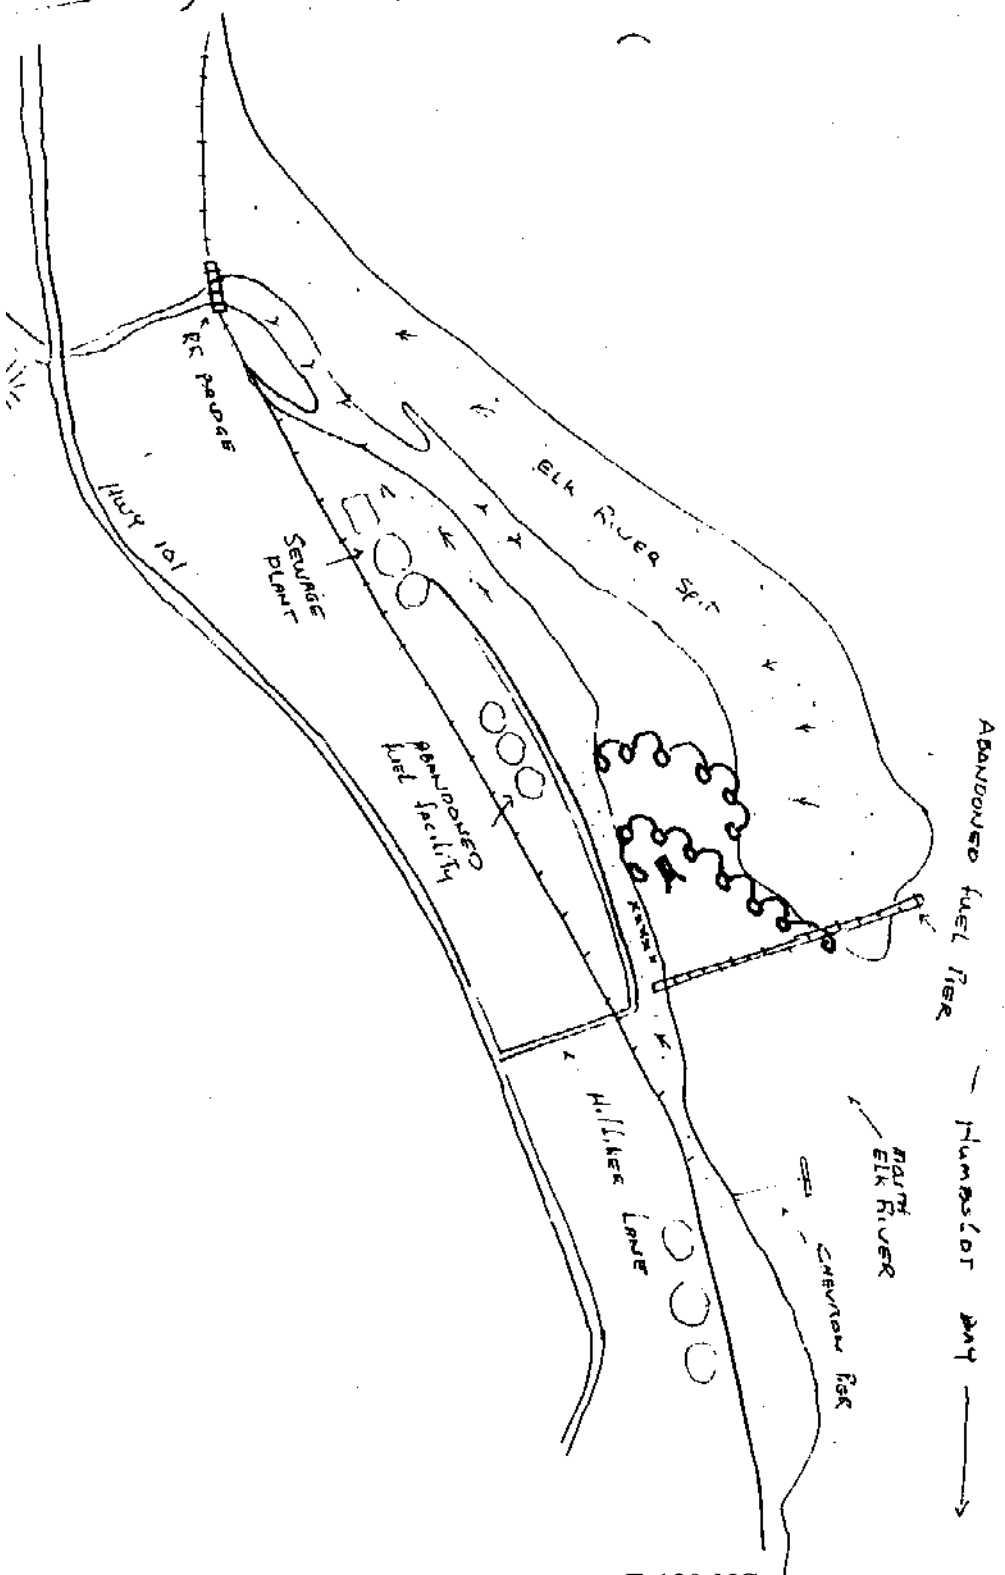 ABANDONED FUEL PIER — HUMBOLDT BAY
MOUTH
ELK RIVER
CHEVRON PIER
ELK RIVER Spit
HILFIKER LANE
RR BRIDGE
SEWAGE
PLANT
ABANDONED
FUEL fAcility
HWY 101